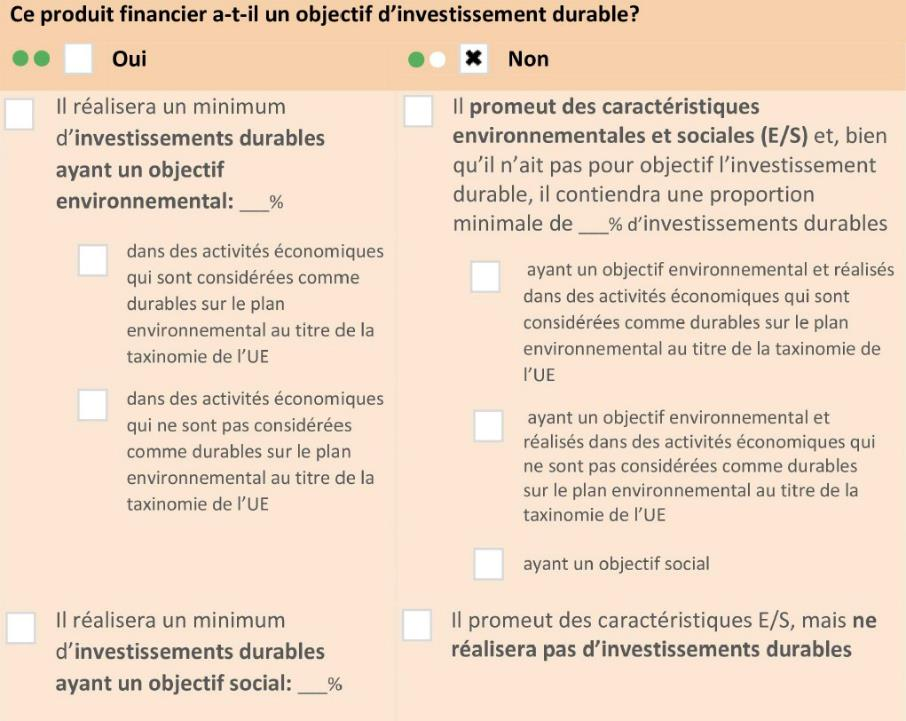 Ce produit financier a-t-il un objectif d’investissement durable?
Oui
Non
Il réalisera un minimum
d’investissements durables
ayant un objectif
environnemental: ___%
dans des activités économiques
qui sont considérées comme
durables sur le plan
environnemental au titre de la
taxinomie de l’UE
dans des activités économiques
qui ne sont pas considérées
comme durables sur le plan
environnemental au titre de la
taxinomie de l’UE
Il réalisera un minimum
d’investissements durables
ayant un objectif social: ___%
Il promeut des caractéristiques
environnementales et sociales (E/S) et, bien
qu’il n’ait pas pour objectif l’investissement
durable, il contiendra une proportion
minimale de ___% d’investissements durables
ayant un objectif environnemental et réalisés
dans des activités économiques qui sont
considérées comme durables sur le plan
environnemental au titre de la taxinomie de
l’UE
ayant un objectif environnemental et
réalisés dans des activités économiques qui
ne sont pas considérées comme durables
sur le plan environnemental au titre de la
taxinomie de l’UE
ayant un objectif social
Il promeut des caractéristiques E/S, mais ne
réalisera pas d’investissements durables